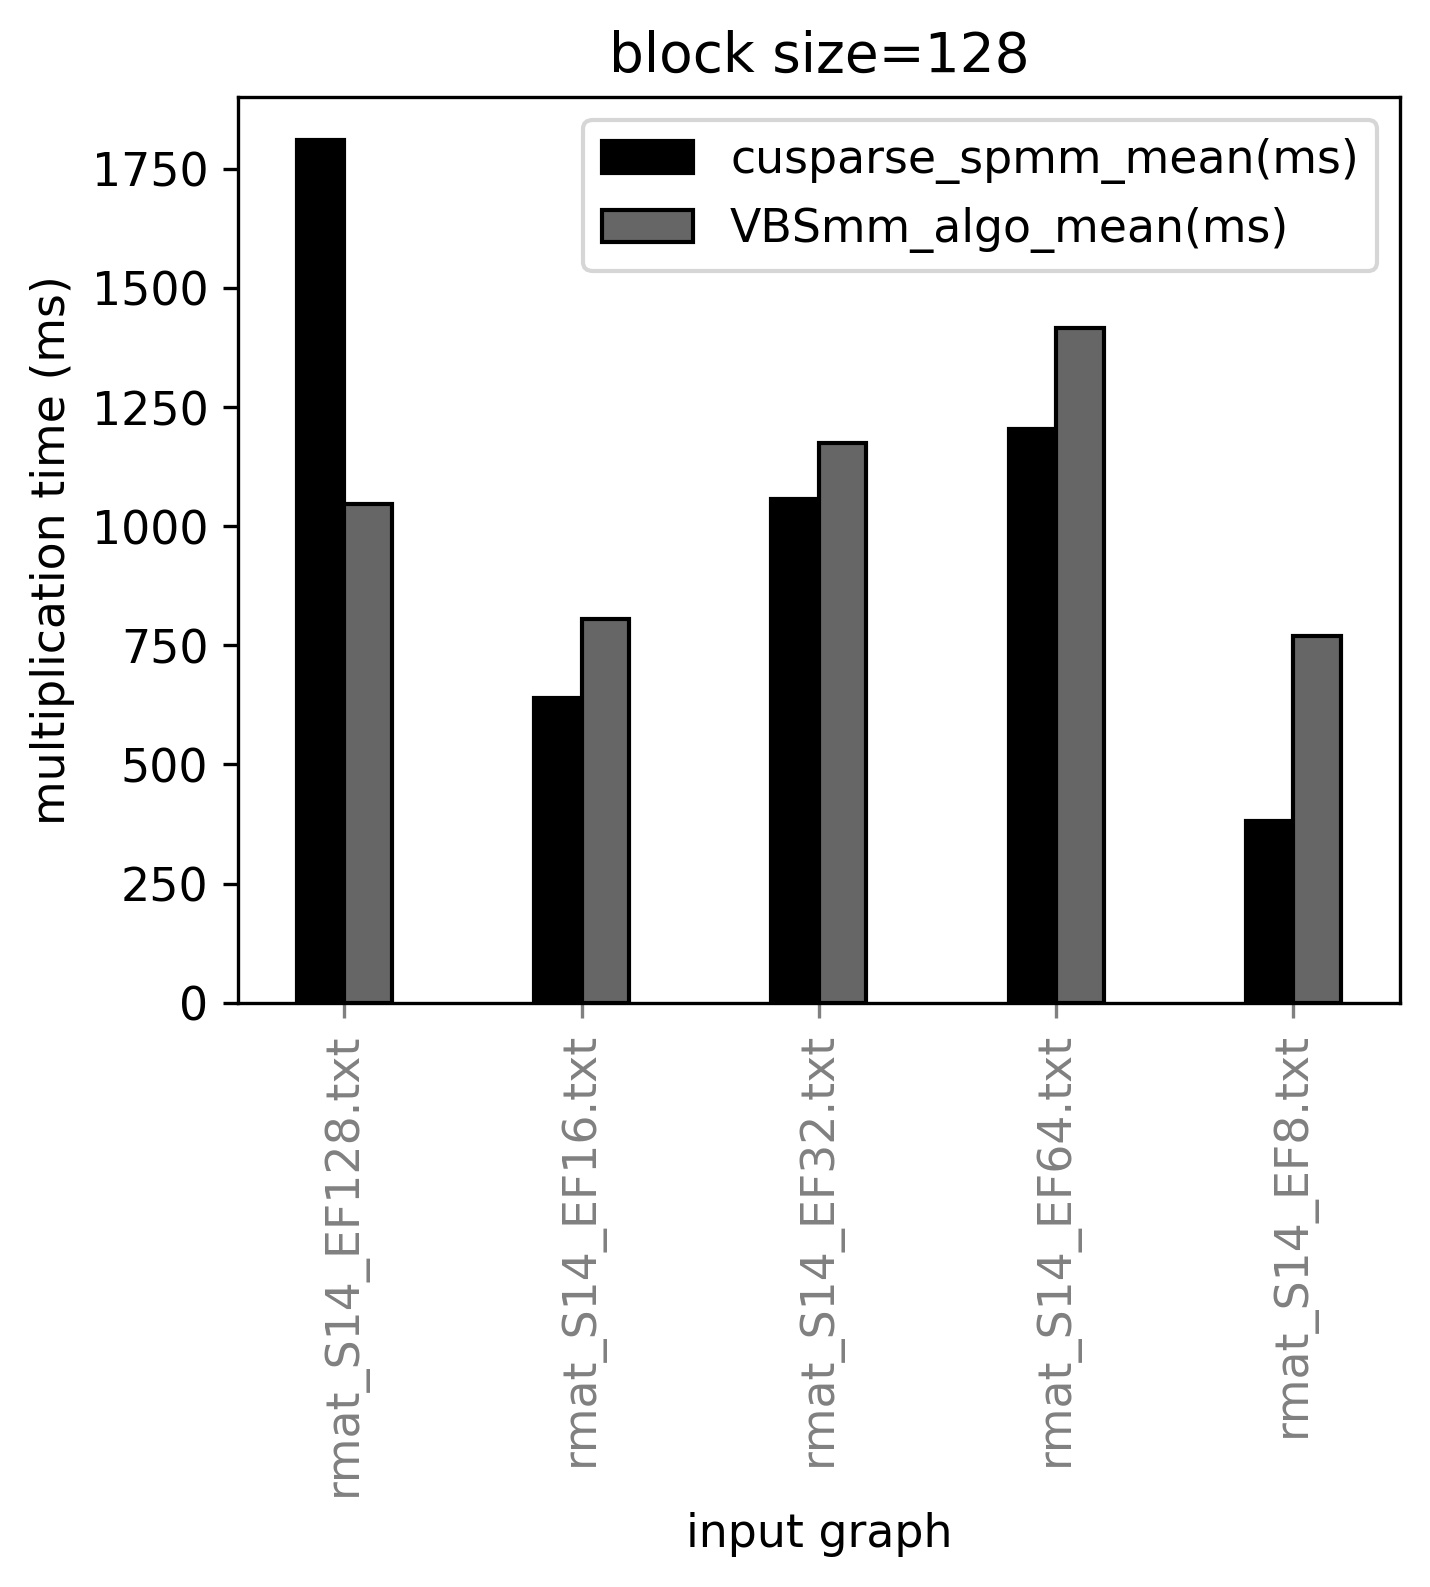 block size=128
cusparse_spmm_mean(ms)
VBSmm_algo_mean(ms)
multiplication time (ms)
1750
1500
1250
1000
750
500
250
0
rmat_S14_EF128.txt
rmat_S14_EF16.txt
rmat_S14_EF32.txt
rmat_S14_EF64.txt
rmat_S14_EF8.txt
input graph